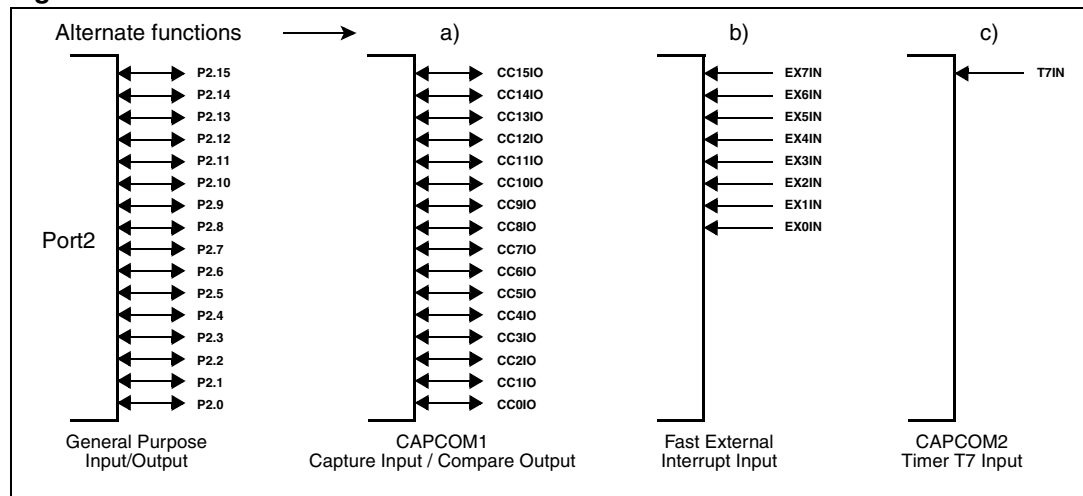 Alternate functions a) b) c)
P2.15 CC15IO EX7IN T7IN
P2.14 CC14IO EX6IN
P2.13 CC13IO EX5IN
P2.12 CC12IO EX4IN
P2.11 CC11IO EX3IN
P2.10 CC10IO EX2IN
P2.9 CC9IO EX1IN
P2.8 CC8IO EX0IN
Port2
P2.7 CC7IO
P2.6 CC6IO
P2.5 CC5IO
P2.4 CC4IO
P2.3 CC3IO
P2.2 CC2IO
P2.1 CC1IO
P2.0 CC0IO
General Purpose CAPCOM1 Fast External CAPCOM2
Input/Output Capture Input / Compare Output Interrupt Input Timer T7 Input